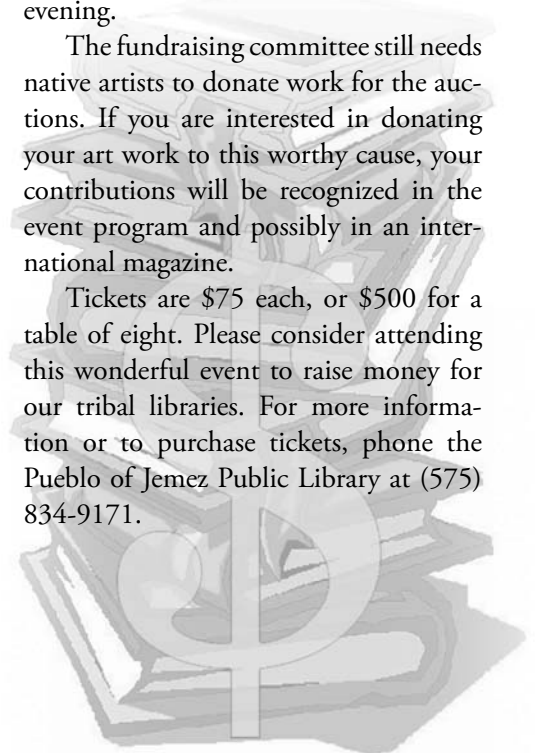 evening.
The fundraising committee still needs
native artists to donate work for the auc-
tions. If you are interested in donating
your art work to this worthy cause, your
contributions will be recognized in the
event program and possibly in an inter-
national magazine.
Tickets are $75 each, or $500 for a
table of eight. Please consider attending
this wonderful event to raise money for
our tribal libraries. For more informa-
tion or to purchase tickets, phone the
Pueblo of Jemez Public Library at (575)
834-9171.